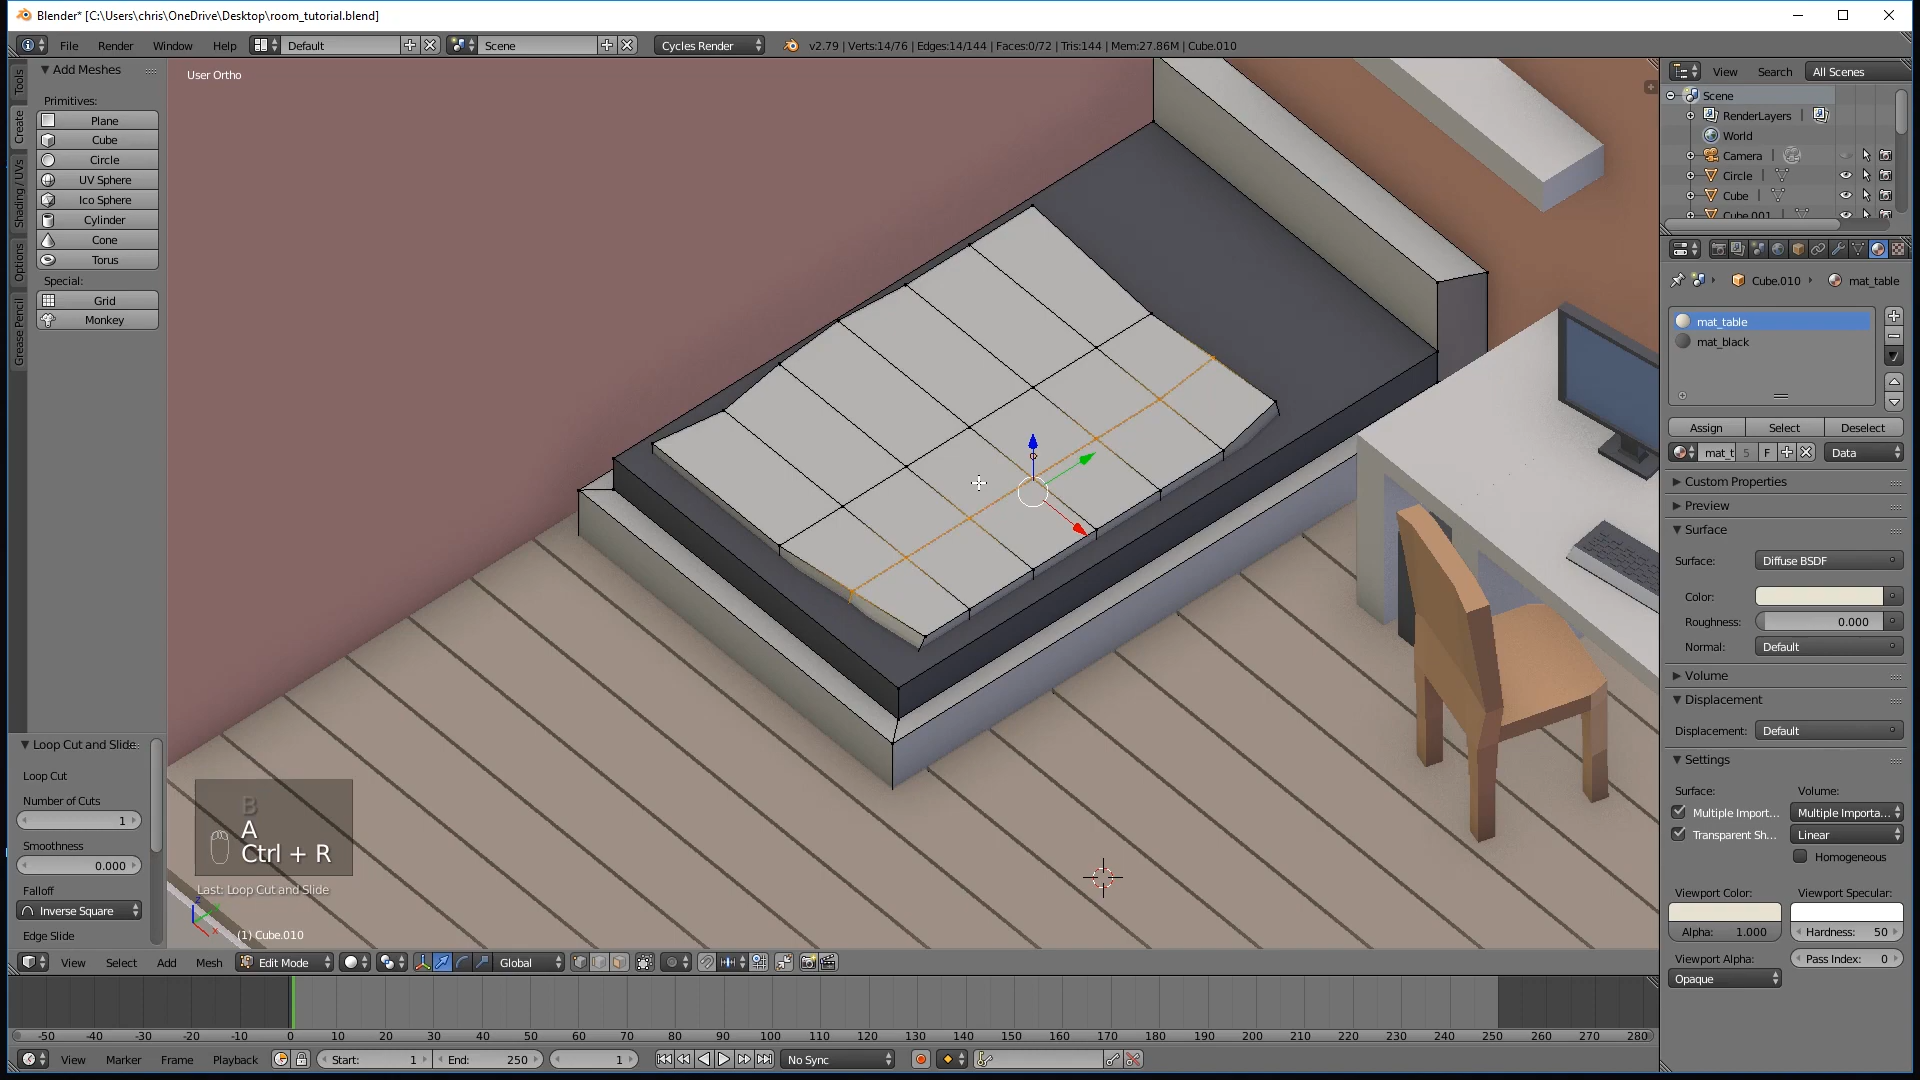 Blender* [C:\Users\chris\OneDrive\Desktop\room_tutorial.blend]
File Render Window Help Default Scene Cycles Render v2.79 | Verts:14/76 | Edges:14/144 | Faces:0/72 | Tris:144 | Mem:27.86M | Cube.010
Tools
Create
Shading / UVs
Options
Grease Pencil
Add Meshes
Primitives:
Plane
Cube
Circle
UV Sphere
Ico Sphere
Cylinder
Cone
Torus
Special:
Grid
Monkey
Loop Cut and Slide
Loop Cut
Number of Cuts
1
Smoothness
0.000
Falloff
Inverse Square
Edge Slide
User Ortho
B
A
Ctrl + R
Last: Loop Cut and Slide
z
x
(1) Cube.010
View Select Add Mesh Edit Mode Global
-50 -40 -30 -20 -10 0 10 20 30 40 50 60 70 80 90 100 110 120 130 140 150 160 170 180 190 200 210 220 230 240 250 260 270 280
View Marker Frame Playback Start: 1 End: 250 1 No Sync
View Search All Scenes
Scene
RenderLayers
World
Camera
Circle
Cube
Cube.001
Cube.010 mat_table
mat_table
mat_black
Assign Select Deselect
mat_t 5 F Data
Custom Properties
Preview
Surface
Surface: Diffuse BSDF
Color:
Roughness: 0.000
Normal: Default
Volume
Displacement
Displacement: Default
Settings
Surface: Volume:
Multiple Import... Multiple Importa...
Transparent Sh... Linear
Homogeneous
Viewport Color: Viewport Specular:
Alpha: 1.000 Hardness: 50
Viewport Alpha: Pass Index: 0
Opaque